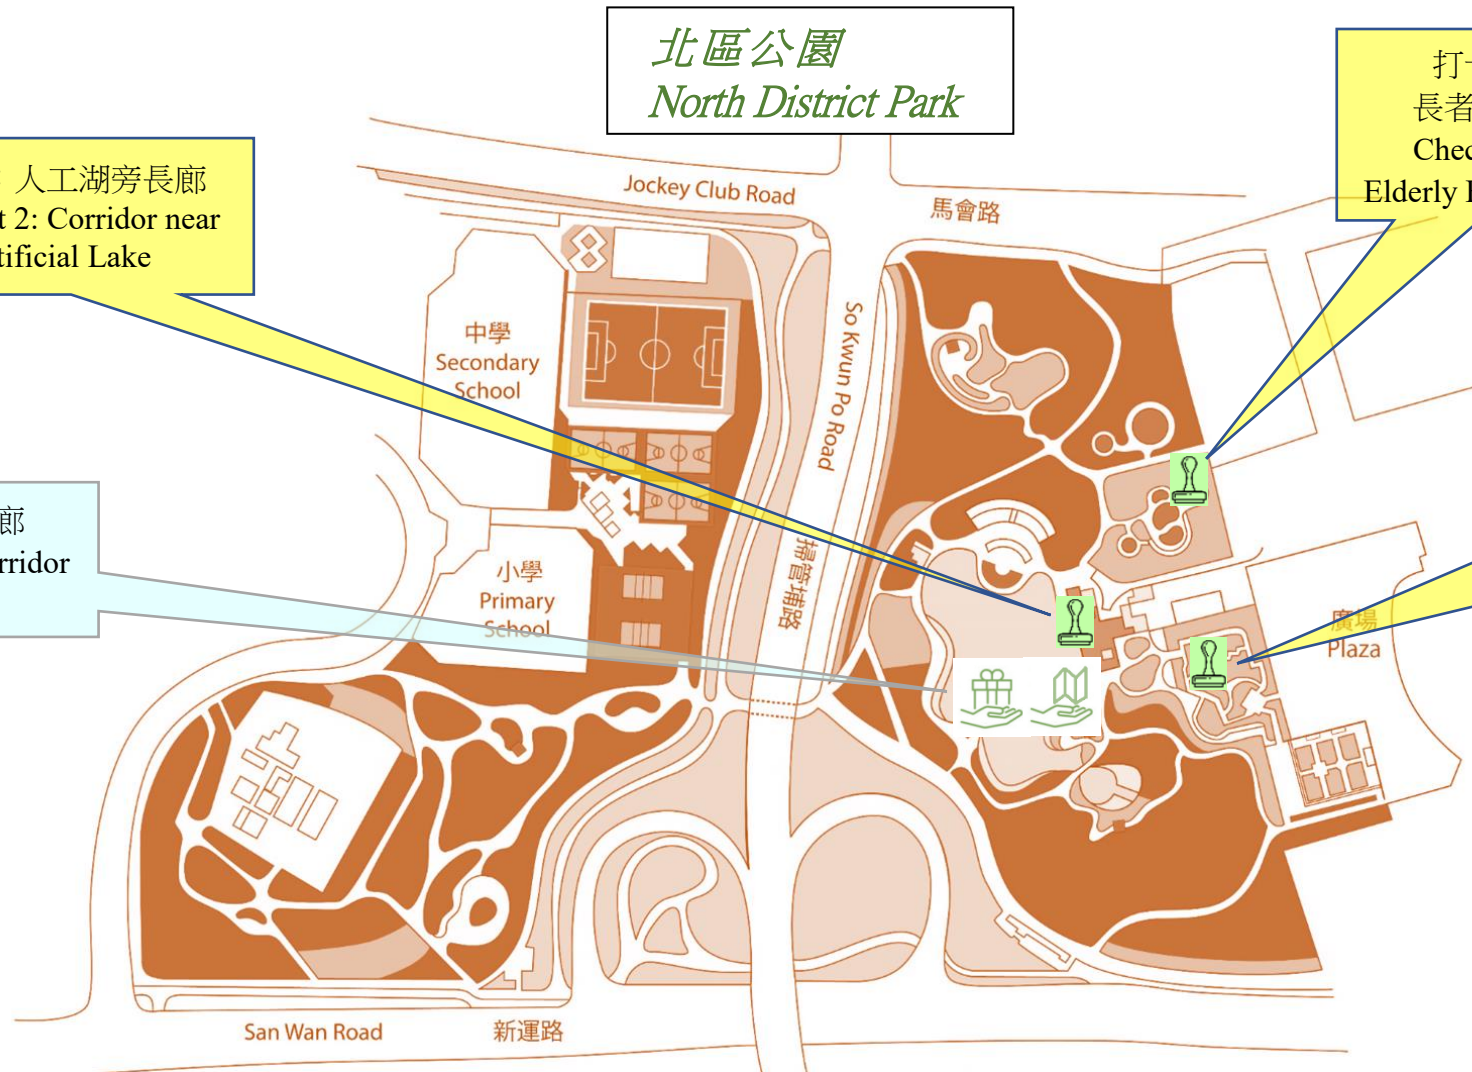 北區公園
North District Park
打卡
長者
Chec
Elderly
人工湖旁長廊
t 2: Corridor near
tificial Lake
Jockey Club Road
馬會路
中學
Secondary
School
So Kwun Po Road
掃管埔路
廊
rridor
小學
Primary
School
廣場
Plaza
San Wan Road
新運路